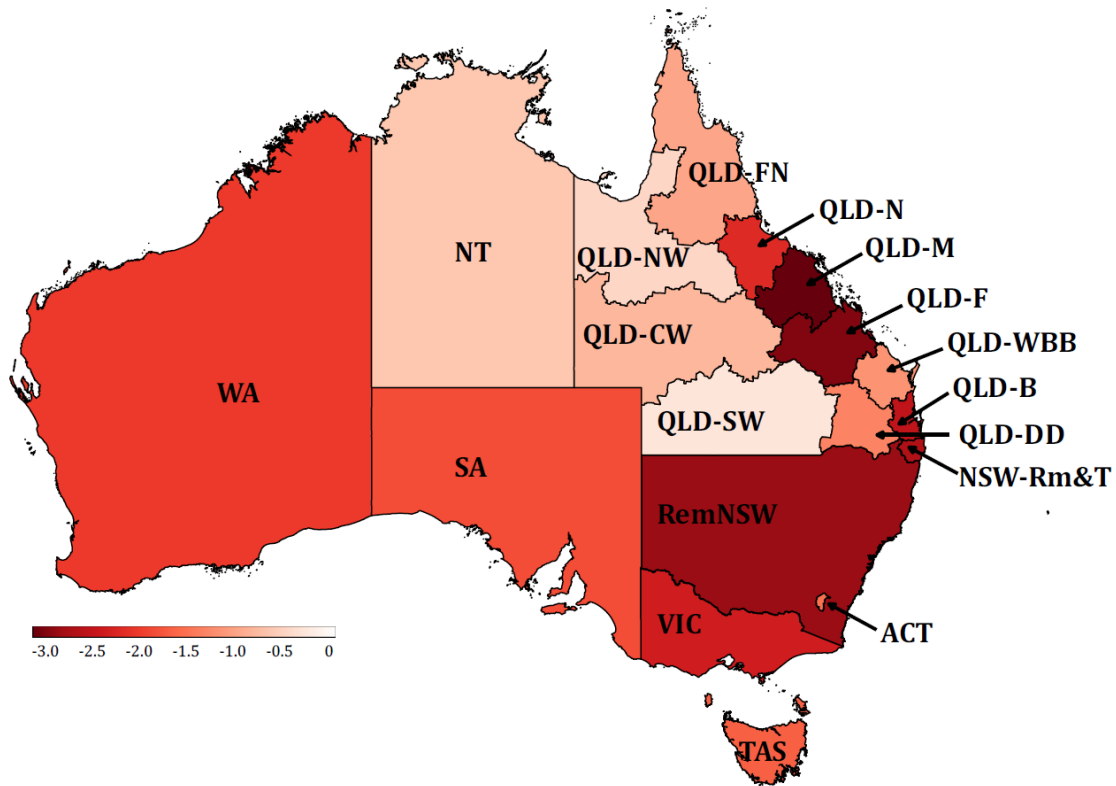 QLD-FN
QLD-N
QLD-M
NT
QLD-NW
QLD-F
QLD-CW
QLD-WBB
WA
QLD-B
QLD-SW
QLD-DD
SA
NSW-Rm&T
RemNSW
VIC
ACT
-3.0 -2.5 -2.0 -1.5 -1.0 -0.5 0
TAS